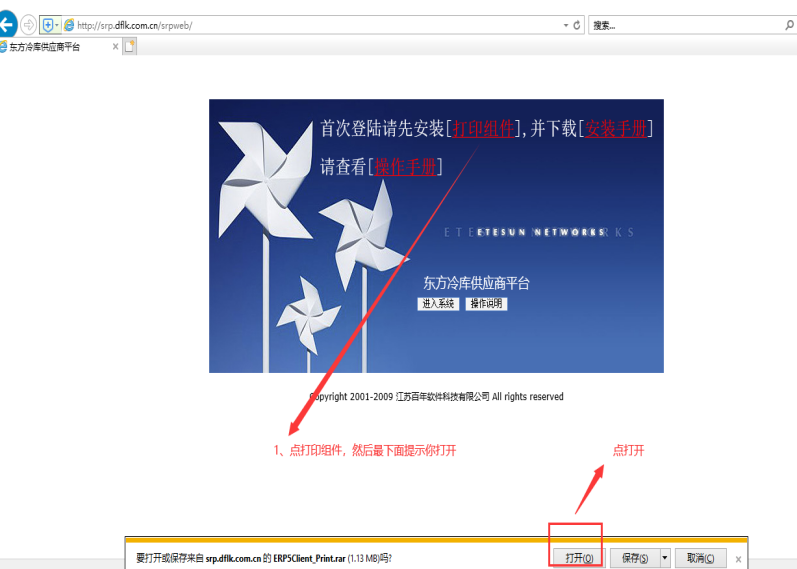 http://srp.dflk.com.cn/srpweb/
搜索...
东方冷库供应商平台
首次登陆请先安装[打印组件],并下载[安装手册]
请查看[操作手册]
ETESUN NETWORKS
东方冷库供应商平台
进入系统 操作说明
Copyright 2001-2009 江苏百年软件科技有限公司 All rights reserved
1、点打印组件，然后最下面提示你打开
点打开
要打开或保存来自 srp.dflk.com.cn 的 ERP5Client_Print.rar (1.13 MB)吗?
打开(O) 保存(S) 取消(C)